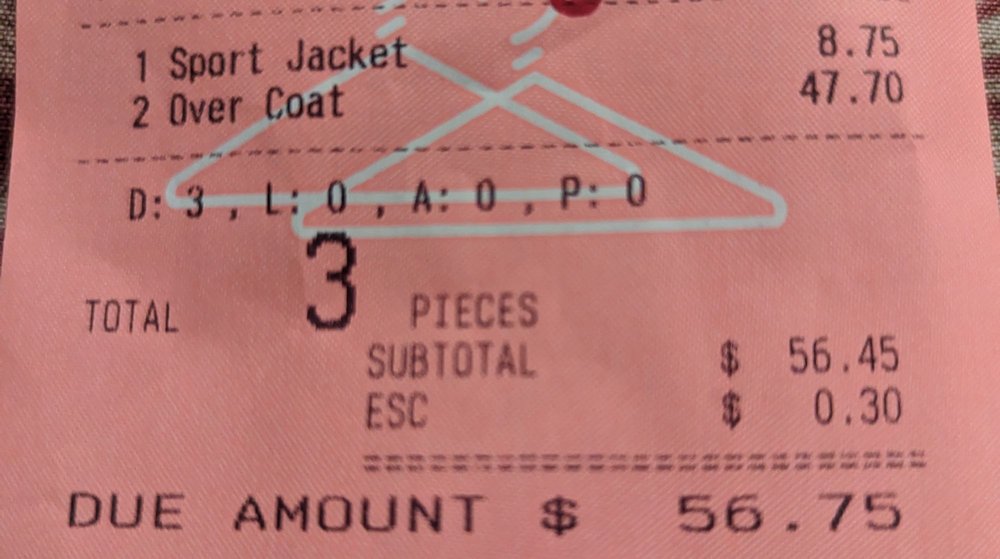 1 Sport Jacket 8.75
2 Over Coat 47.70
D: 3 , L: 0 , A: 0 , P: 0
TOTAL 3 PIECES
SUBTOTAL $ 56.45
ESC $ 0.30
DUE AMOUNT $ 56.75